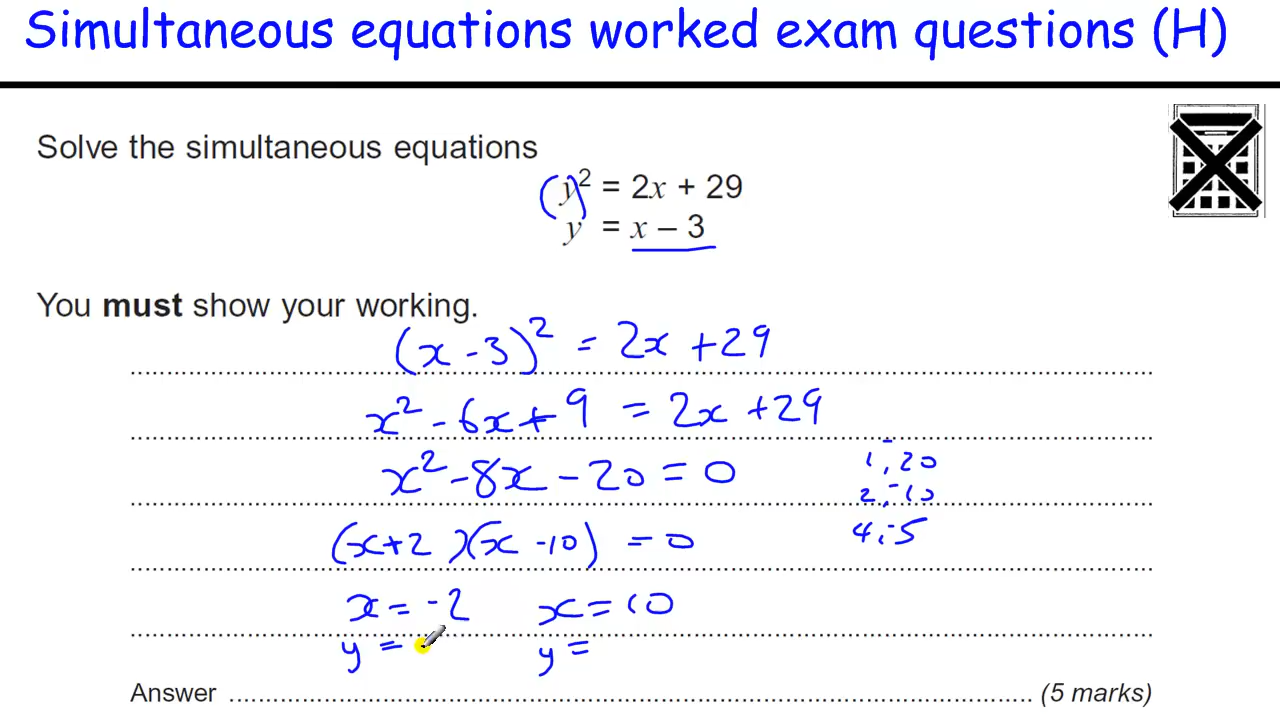 Simultaneous equations worked exam questions (H)
Solve the simultaneous equations
(y)² = 2x + 29
y = x – 3
You must show your working.
(x - 3)² = 2x + 29
x² - 6x + 9 = 2x + 29
x² - 8x - 20 = 0
1, -20
2, -10
4, -5
(x+2)(x -10) = 0
x = -2 x = 10
y = y =
Answer (5 marks)